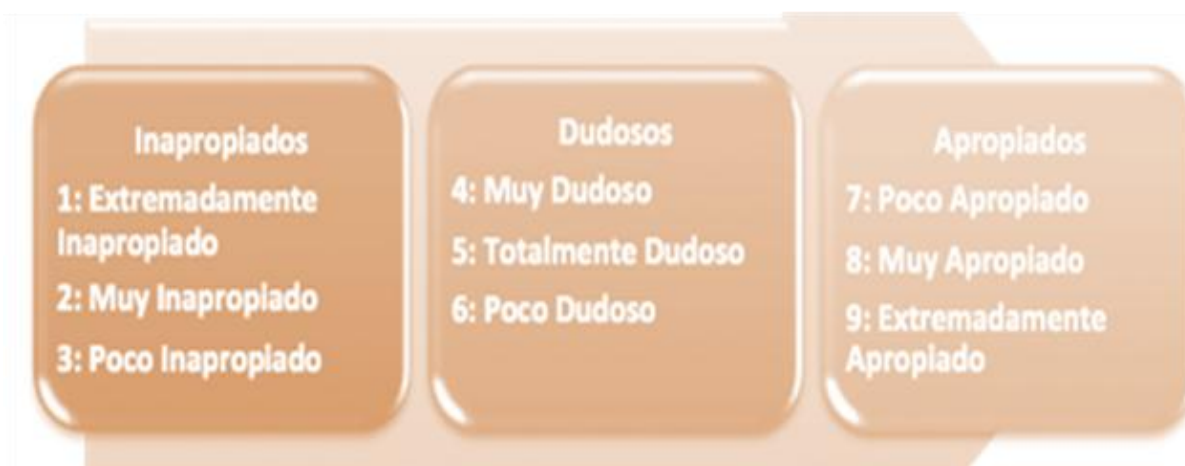 Inapropiados
1: Extremadamente
Inapropiado
2: Muy Inapropiado
3: Poco Inapropiado
Dudosos
4: Muy Dudoso
5: Totalmente Dudoso
6: Poco Dudoso
Apropiados
7: Poco Apropiado
8: Muy Apropiado
9: Extremadamente
Apropiado